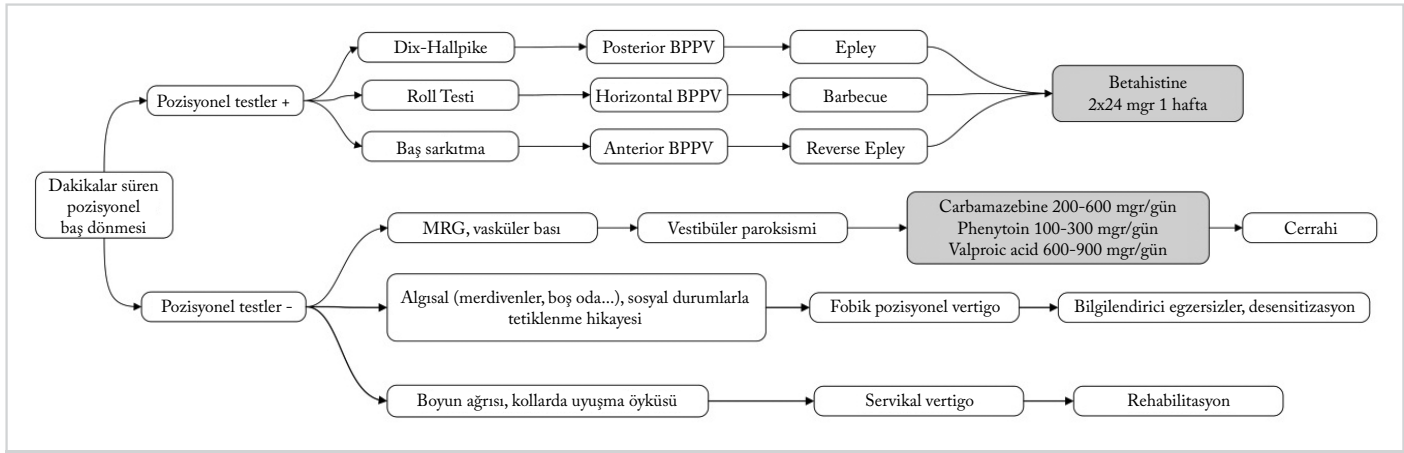 Dakikalar süren
pozisyonel
baş dönmesi
Pozisyonel testler +
Dix-Hallpike
Posterior BPPV
Epley
Roll Testi
Horizontal BPPV
Barbecue
Baş sarkıtma
Anterior BPPV
Reverse Epley
Betahistine
2x24 mgr 1 hafta
Pozisyonel testler -
MRG, vasküler bası
Vestibüler paroksismi
Carbamazebine 200-600 mgr/gün
Phenytoin 100-300 mgr/gün
Valproic acid 600-900 mgr/gün
Cerrahi
Algısal (merdivenler, boş oda...), sosyal durumlarla
tetiklenme hikayesi
Fobik pozisyonel vertigo
Bilgilendirici egzersizler, desensitizasyon
Boyun ağrısı, kollarda uyuşma öyküsü
Servikal vertigo
Rehabilitasyon